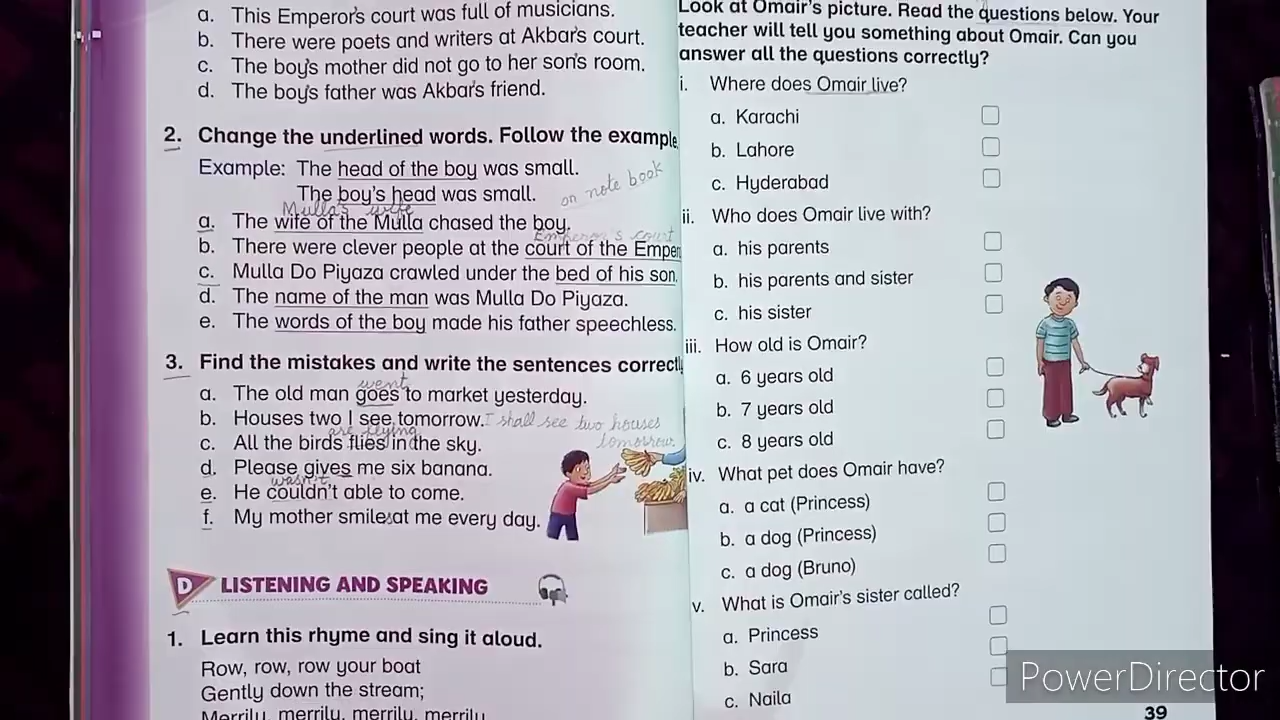 a. This Emperor's court was full of musicians.
b. There were poets and writers at Akbar's court.
c. The boy's mother did not go to her son's room.
d. The boy's father was Akbar's friend.
2. Change the underlined words. Follow the example
Example: The head of the boy was small.
The boy's head was small.
on note book
Mulla's wife
a. The wife of the Mulla chased the boy.
Emperor's court
b. There were clever people at the court of the Emper
c. Mulla Do Piyaza crawled under the bed of his son.
d. The name of the man was Mulla Do Piyaza.
e. The words of the boy made his father speechless.
3. Find the mistakes and write the sentences correctl
went
a. The old man goes to market yesterday.
b. Houses two I see tomorrow. I shall see two houses
tomorrow.
are flying
c. All the birds flies in the sky.
d. Please gives me six banana.
wasn't
e. He couldn't able to come.
f. My mother smiles at me every day.
D LISTENING AND SPEAKING
1. Learn this rhyme and sing it aloud.
Row, row, row your boat
Gently down the stream;
Merrily, merrily, merrily, merrily
Look at Omair's picture. Read the questions below. Your
teacher will tell you something about Omair. Can you
answer all the questions correctly?
i. Where does Omair live?
a. Karachi
b. Lahore
c. Hyderabad
ii. Who does Omair live with?
a. his parents
b. his parents and sister
c. his sister
iii. How old is Omair?
a. 6 years old
b. 7 years old
c. 8 years old
iv. What pet does Omair have?
a. a cat (Princess)
b. a dog (Princess)
c. a dog (Bruno)
v. What is Omair's sister called?
a. Princess
b. Sara
c. Naila
39
PowerDirector